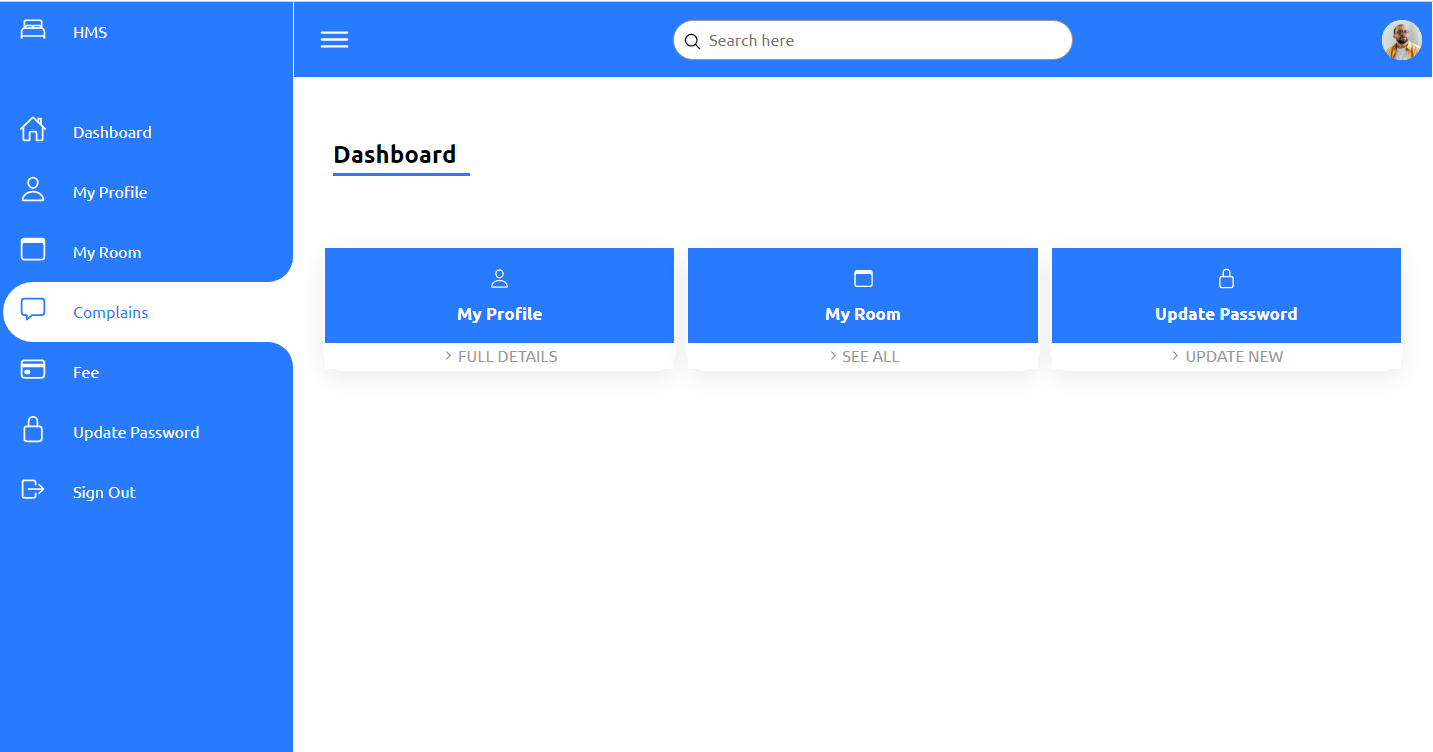 HMS
Search here
Dashboard
My Profile
My Room
Complains
Fee
Update Password
Sign Out
Dashboard
My Profile
FULL DETAILS
My Room
SEE ALL
Update Password
UPDATE NEW